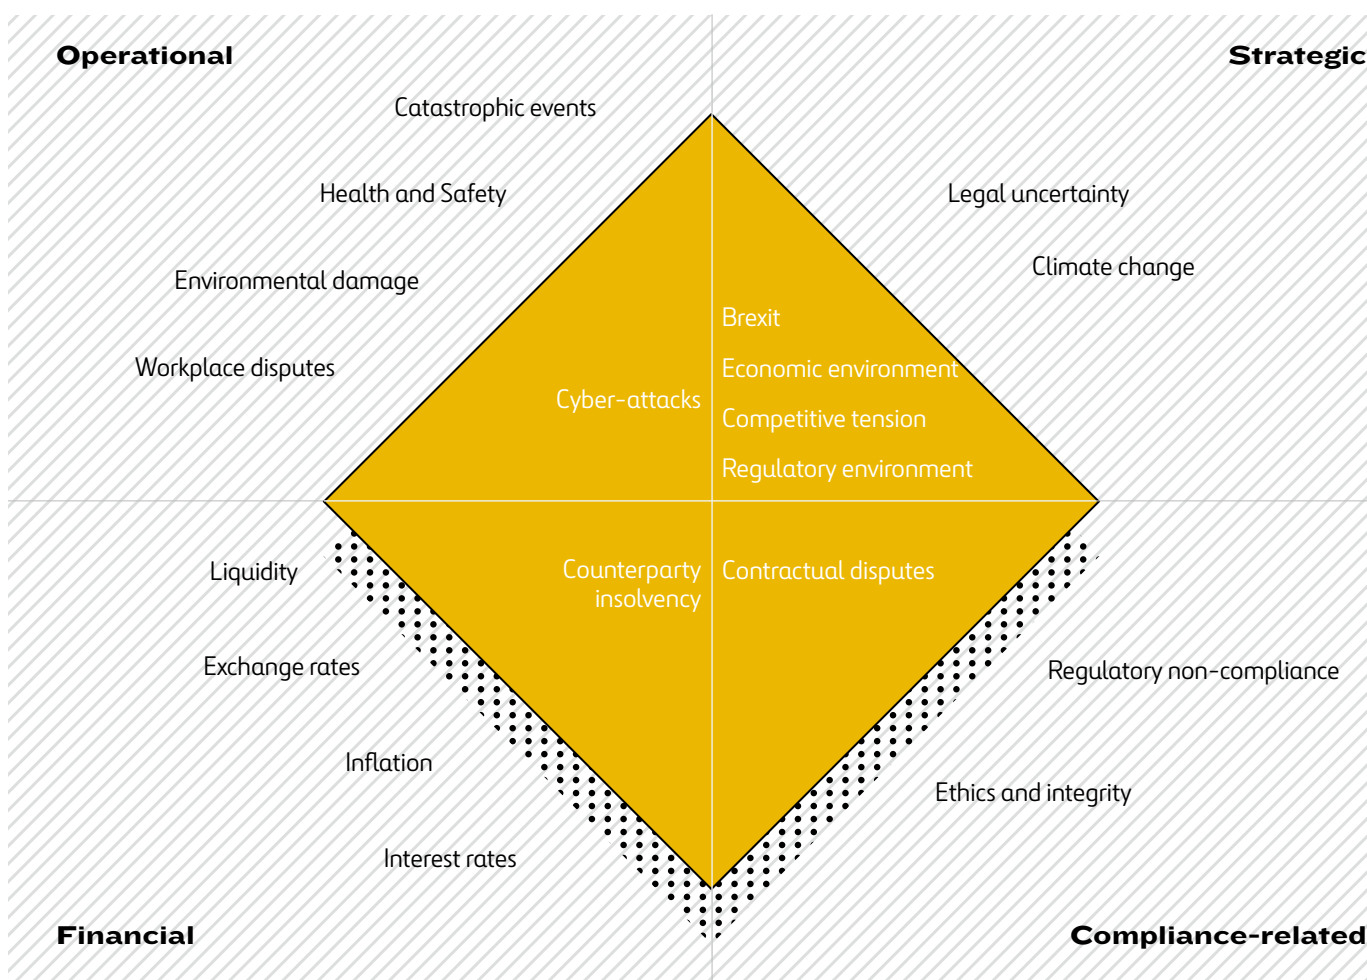 Operational
Strategic
Catastrophic events
Health and Safety
Legal uncertainty
Environmental damage
Climate change
Workplace disputes
Brexit
Economic environment
Cyber-attacks
Competitive tension
Regulatory environment
Liquidity
Counterparty
insolvency
Contractual disputes
Exchange rates
Regulatory non-compliance
Inflation
Ethics and integrity
Interest rates
Financial
Compliance-related